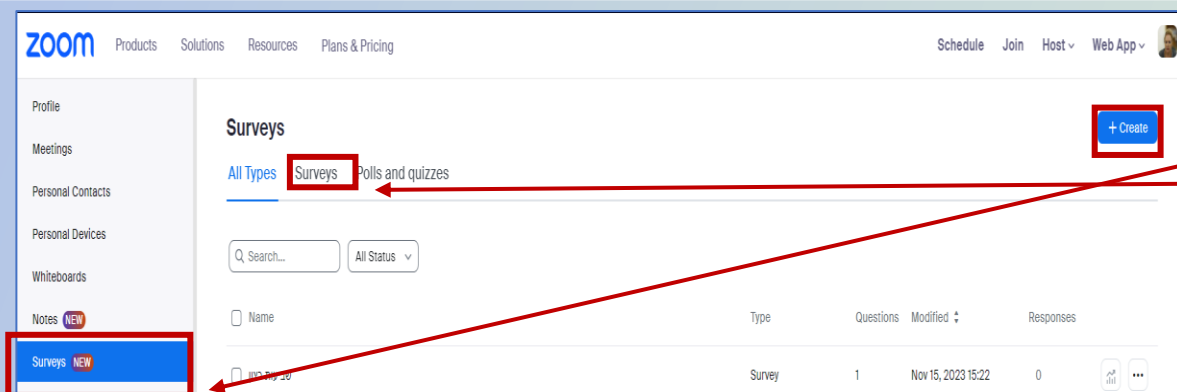 zoom Products Solutions Resources Plans & Pricing Schedule Join Host Web App
Profile
Meetings
Personal Contacts
Personal Devices
Whiteboards
Notes NEW
Surveys NEW
Surveys
+ Create
All Types Surveys Polls and quizzes
Search... All Status
Name Type Questions Modified Responses
Survey 1 Nov 15, 2023 15:22 0